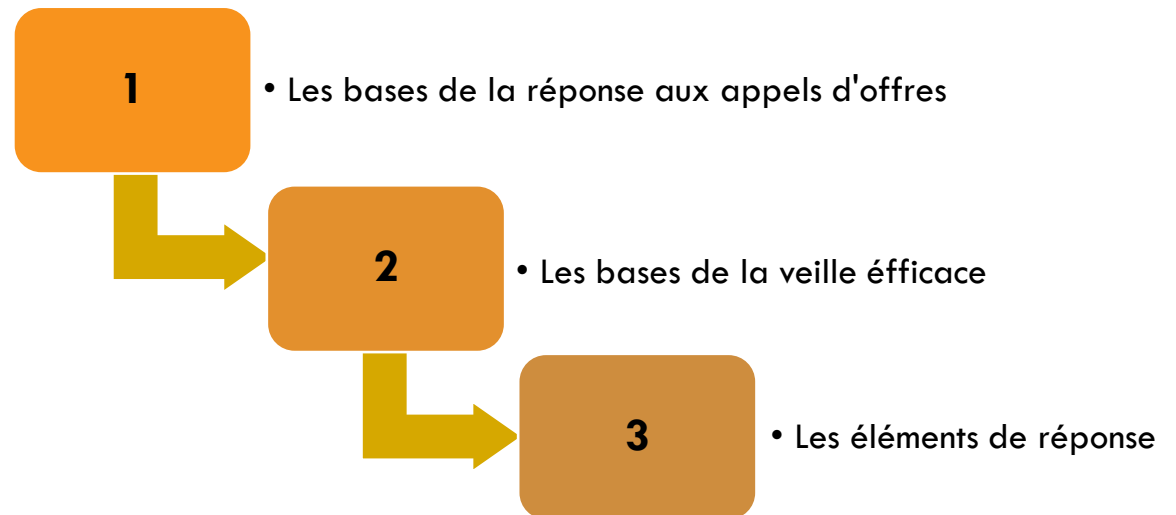 1
• Les bases de la réponse aux appels d'offres
2
• Les bases de la veille éfficace
3
• Les éléments de réponse